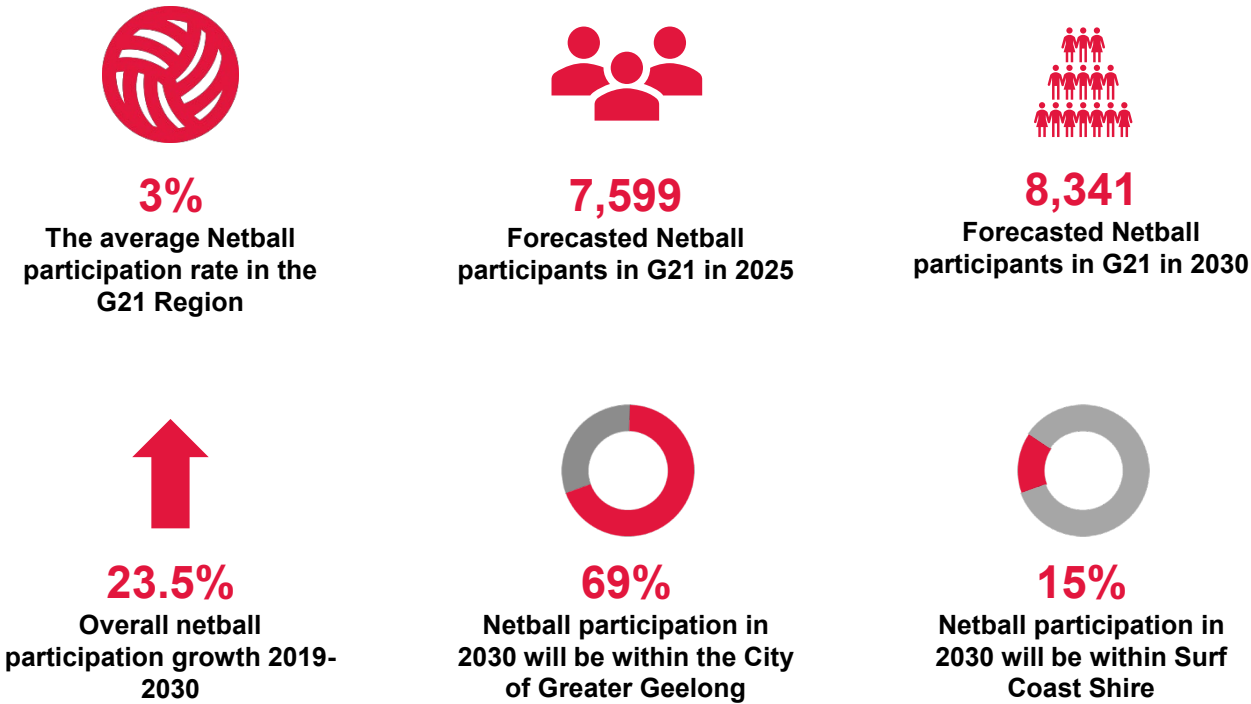 3%
The average Netball
participation rate in the
G21 Region
7,599
Forecasted Netball
participants in G21 in 2025
8,341
Forecasted Netball
participants in G21 in 2030
23.5%
Overall netball
participation growth 2019-
2030
69%
Netball participation in
2030 will be within the City
of Greater Geelong
15%
Netball participation in
2030 will be within Surf
Coast Shire